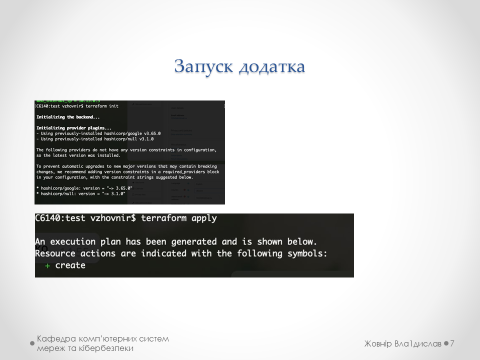 Запуск додатка
C6140:test vzhovnir$ terraform init
Initializing the backend...
Initializing provider plugins...
- Using previously-installed hashicorp/google v3.65.0
- Using previously-installed hashicorp/null v3.1.0
The following providers do not have any version constraints in configuration,
so the latest version was installed.
To prevent automatic upgrades to new major versions that may contain breaking
changes, we recommend adding version constraints in a required_providers block
in your configuration, with the constraint strings suggested below.
* hashicorp/google: version = "~> 3.65.0"
* hashicorp/null: version = "~> 3.1.0"
C6140:test vzhovnir$ terraform apply
An execution plan has been generated and is shown below.
Resource actions are indicated with the following symbols:
+ create
Кафедра комп'ютерних систем
мереж та кібербезпеки
Жовнір Влaїдислав 7